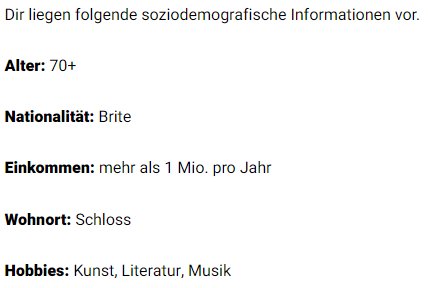 Dir liegen folgende soziodemografische Informationen vor.
Alter: 70+
Nationalität: Brite
Einkommen: mehr als 1 Mio. pro Jahr
Wohnort: Schloss
Hobbies: Kunst, Literatur, Musik